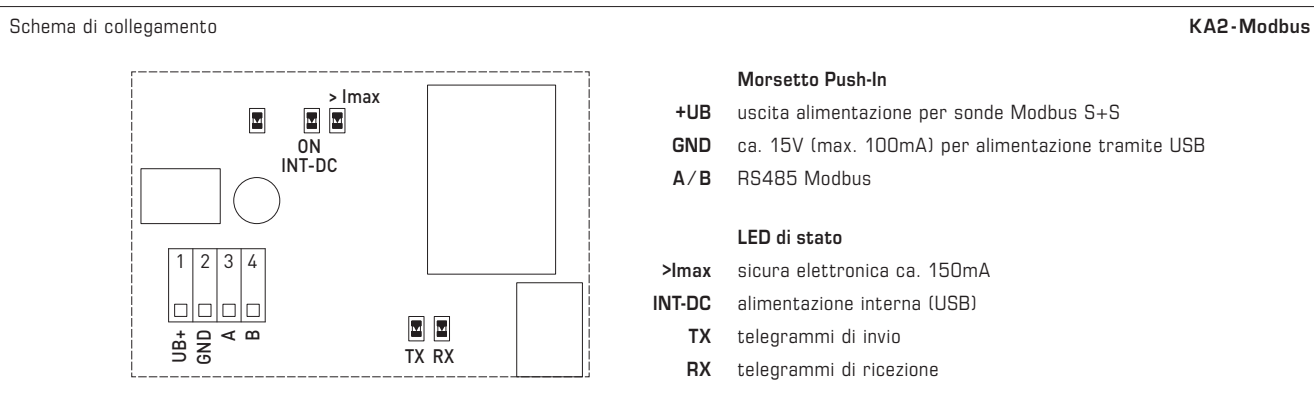 Schema di collegamento
KA2-Modbus
> Imax
ON
INT-DC
1 2 3 4
UB+
GND
A
B
TX RX
Morsetto Push-In
+UB uscita alimentazione per sonde Modbus S+S
GND ca. 15V (max. 100mA) per alimentazione tramite USB
A/B RS485 Modbus
LED di stato
>Imax sicura elettronica ca. 150mA
INT-DC alimentazione interna (USB)
TX telegrammi di invio
RX telegrammi di ricezione